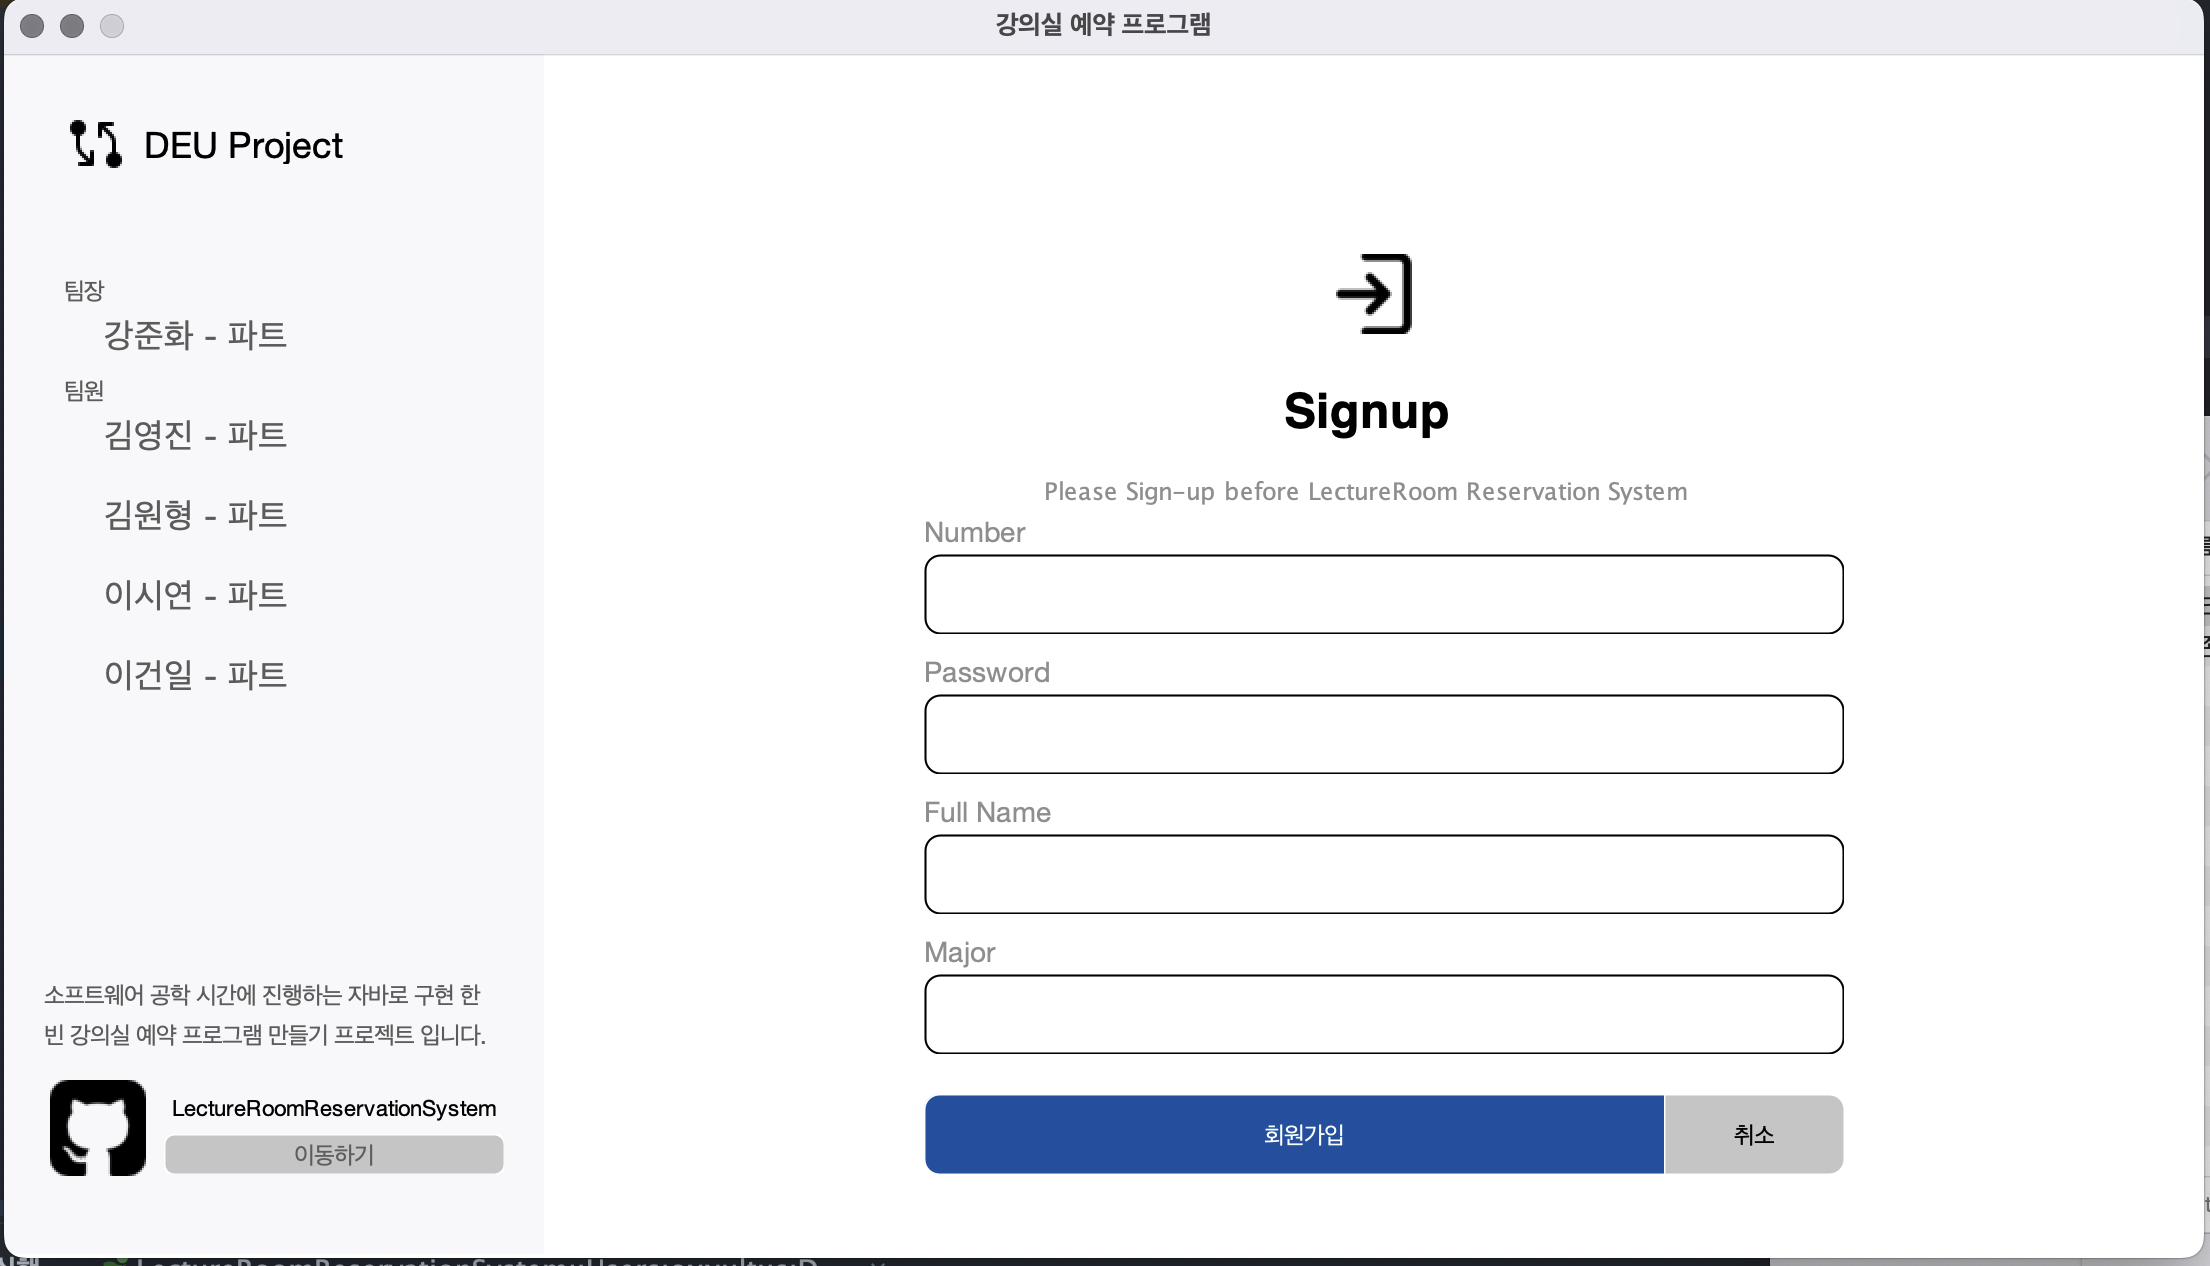 강의실 예약 프로그램
DEU Project
팀장
강준화 - 파트
팀원
김영진 - 파트
김원형 - 파트
이시연 - 파트
이건일 - 파트
소프트웨어 공학 시간에 진행하는 자바로 구현 한
빈 강의실 예약 프로그램 만들기 프로젝트 입니다.
LectureRoomReservationSystem
이동하기
Signup
Please Sign-up before LectureRoom Reservation System
Number
Password
Full Name
Major
회원가입
취소